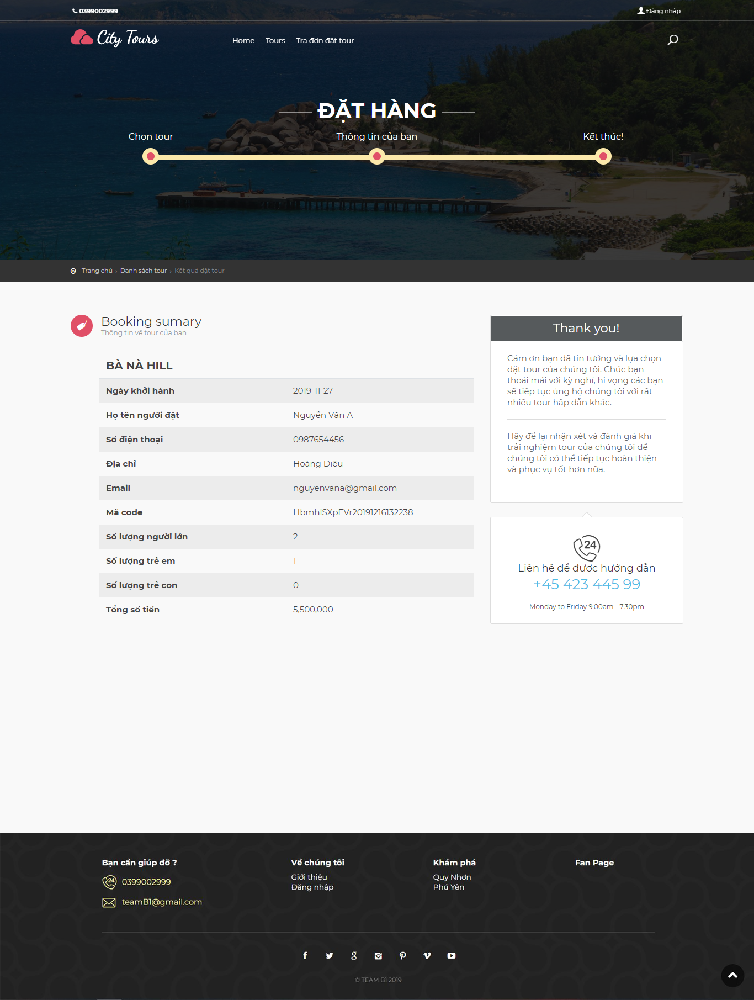 0399002999
Đăng nhập
City Tours
Home Tours Tra đơn đặt tour
ĐẶT HÀNG
Chọn tour
Thông tin của bạn
Kết thúc!
Trang chủ › Danh sách tour › Kết quả đặt tour
Booking sumary
Thông tin về tour của bạn
BÀ NÀ HILL
Ngày khởi hành 2019-11-27
Họ tên người đặt Nguyễn Văn A
Số điện thoại 0987654456
Địa chỉ Hoàng Diệu
Email nguyenvana@gmail.com
Mã code HbmhlSXpEVr20191216132238
Số lượng người lớn 2
Số lượng trẻ em 1
Số lượng trẻ con 0
Tổng số tiền 5,500,000
Thank you!
Cảm ơn bạn đã tin tưởng và lựa chọn
đặt tour của chúng tôi. Chúc bạn
thoải mái với kỳ nghỉ, hi vọng các bạn
sẽ tiếp tục ủng hộ chúng tôi với rất
nhiều tour hấp dẫn khác.
Hãy để lại nhận xét và đánh giá khi
trải nghiệm tour của chúng tôi để
chúng tôi có thể tiếp tục hoàn thiện
và phục vụ tốt hơn nữa.
24
Liên hệ để được hướng dẫn
+45 423 445 99
Monday to Friday 9.00am - 7.30pm
Bạn cần giúp đỡ ?
24 0399002999
teamB1@gmail.com
Về chúng tôi
Giới thiệu
Đăng nhập
Khám phá
Quy Nhơn
Phú Yên
Fan Page
© TEAM B1 2019